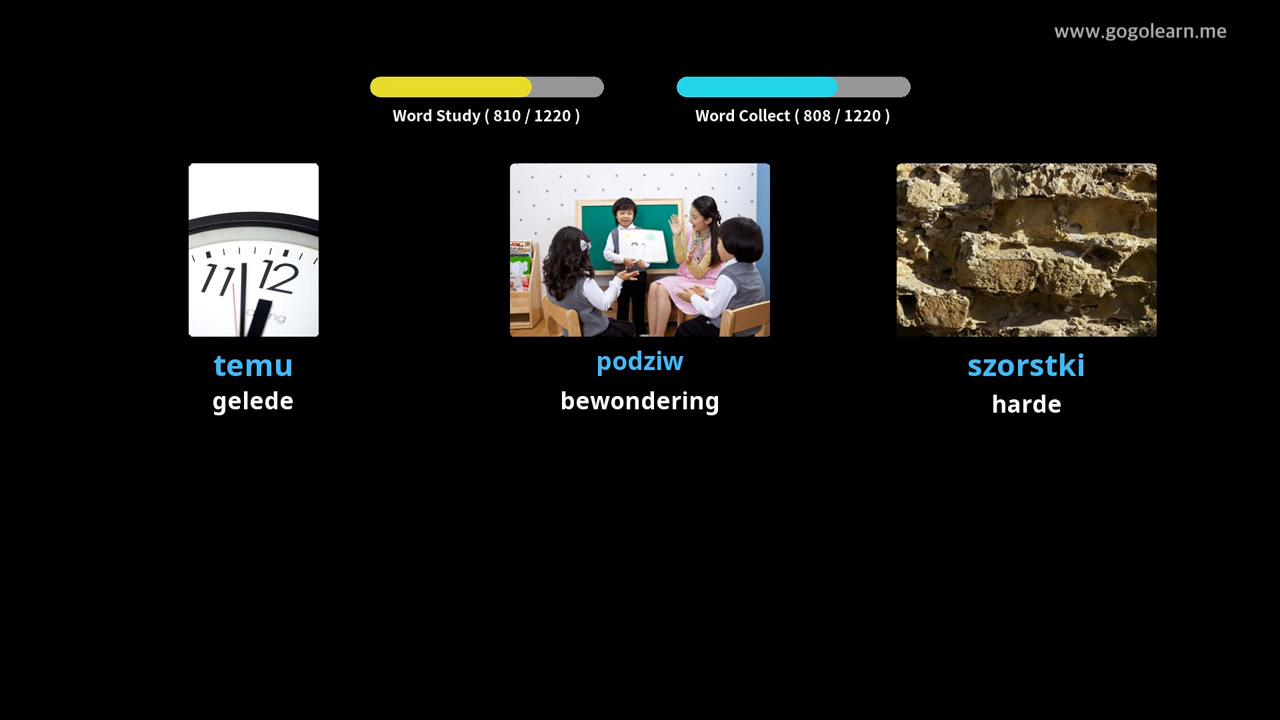 www.gogolearn.me
Word Study ( 810 / 1220 )
Word Collect ( 808 / 1220 )
11 12
temu
podziw
szorstki
gelede
bewondering
harde